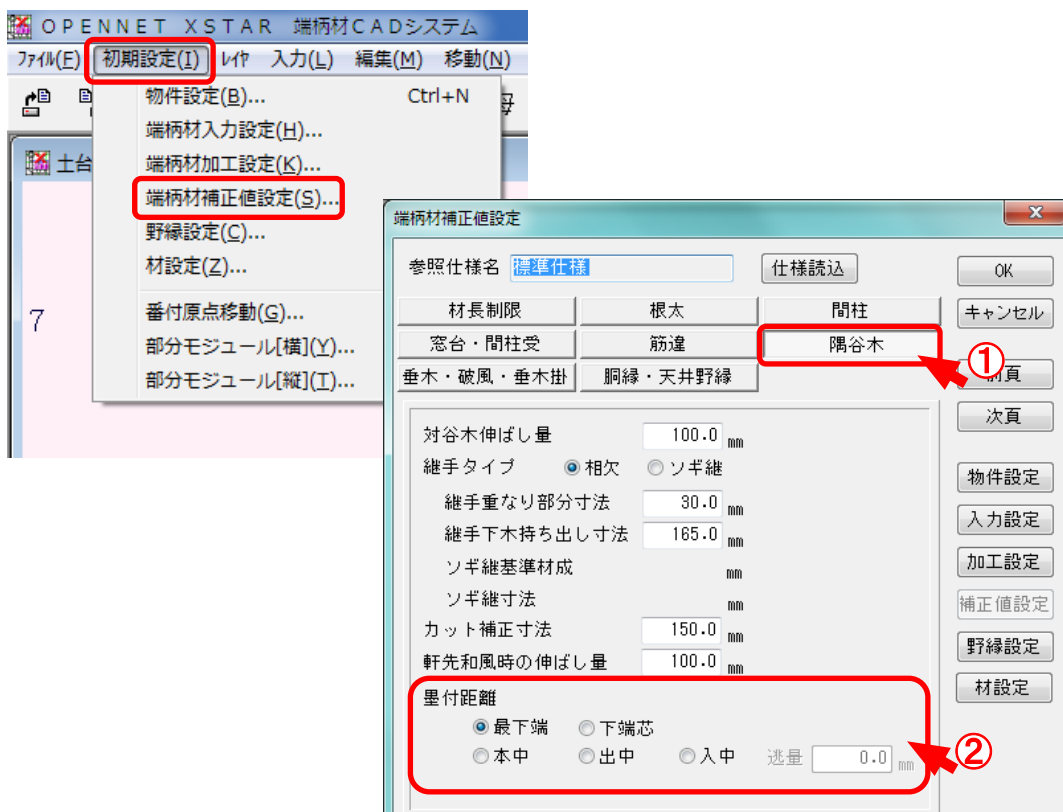 OPENNET XSTAR 端柄材CADシステム
ファイル(F) 初期設定(I) レイヤ 入力(L) 編集(M) 移動(N)
物件設定(B)... Ctrl+N
端柄材入力設定(H)...
土台
端柄材加工設定(K)...
端柄材補正値設定(S)...
野縁設定(C)...
材設定(Z)...
7
番付原点移動(G)...
部分モジュール[横](Y)...
部分モジュール[縦](T)...
端柄材補正値設定
参照仕様名 標準仕様 仕様読込 OK
材長制限 根太 間柱 キャンセル
窓台・間柱受 筋違 隅谷木
① 
垂木・破風・垂木掛 胴縁・天井野縁 頁
次頁
対谷木伸ばし量 100.0 mm
継手タイプ 相欠 ソギ継
物件設定
継手重なり部分寸法 30.0 mm
入力設定
継手下木持ち出し寸法 165.0 mm
加工設定
ソギ継基準材成 mm
ソギ継寸法 mm
補正値設定
カット補正寸法 150.0 mm
野縁設定
軒先和風時の伸ばし量 100.0 mm
材設定
墨付距離
最下端 下端芯
本中 出中 入中 逃量 0.0 mm
②